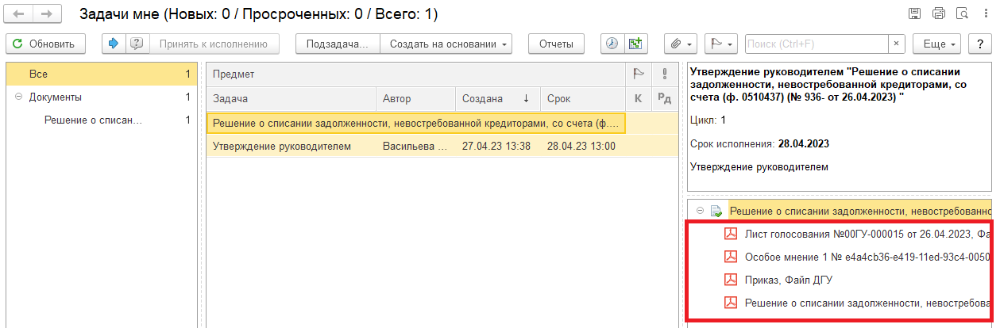 Задачи мне (Новых: 0 / Просроченных: 0 / Всего: 1)
Обновить Принять к исполнению Подзадача... Создать на основании Отчеты Поиск (Ctrl+F) × Еще ?
Все 1
Документы 1
Решение о списан... 1
Предмет
Задача Автор Создана ↓ Срок К Рд
Решение о списании задолженности, невостребованной кредиторами, со счета (ф....
Утверждение руководителем Васильева ... 27.04.23 13:38 28.04.23 13:00
Утверждение руководителем "Решение о списании
задолженности, невостребованной кредиторами, со
счета (ф. 0510437) (№ 936- от 26.04.2023) "
Цикл: 1
Срок исполнения: 28.04.2023
Утверждение руководителем
Решение о списании задолженности, невостребованно
Лист голосования №00ГУ-000015 от 26.04.2023, Фа
Особое мнение 1 № e4a4cb36-e419-11ed-93c4-0050
Приказ, Файл ДГУ
Решение о списании задолженности, невостребова